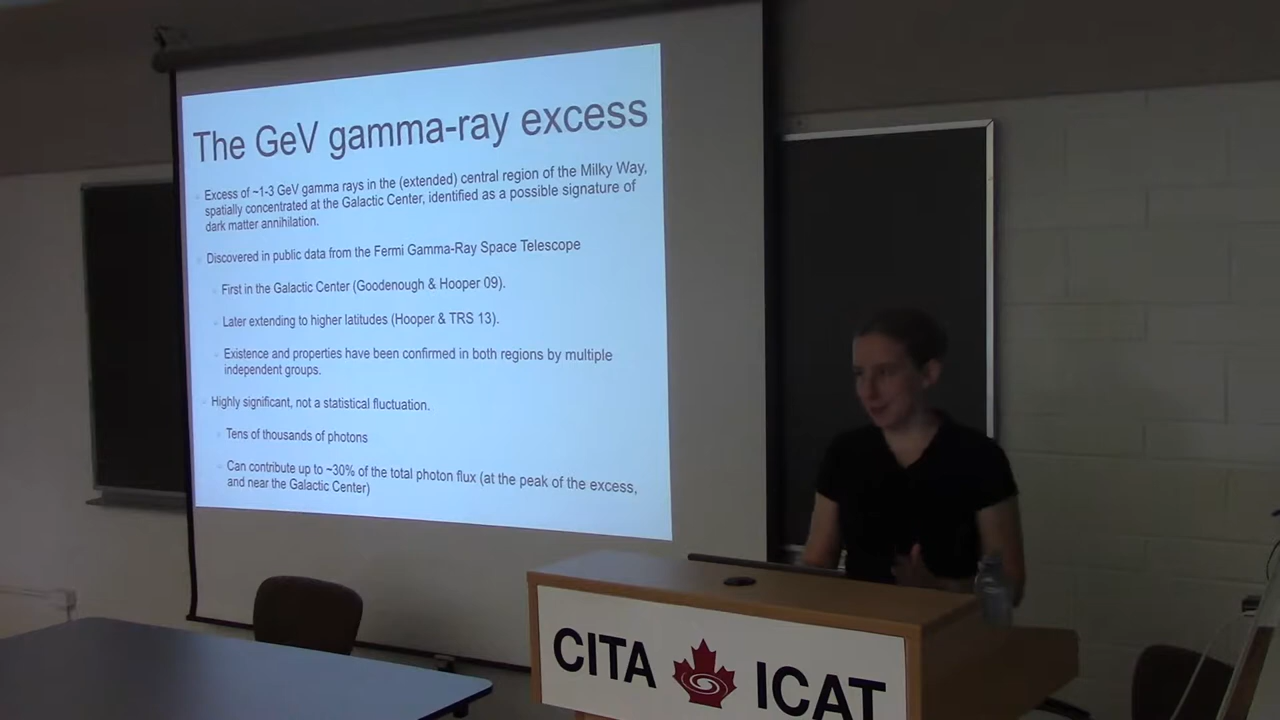 The GeV gamma-ray excess
Excess of ~1-3 GeV gamma rays in the (extended) central region of the Milky Way,
spatially concentrated at the Galactic Center, identified as a possible signature of
dark matter annihilation.
Discovered in public data from the Fermi Gamma-Ray Space Telescope
First in the Galactic Center (Goodenough & Hooper 09).
Later extending to higher latitudes (Hooper & TRS 13).
Existence and properties have been confirmed in both regions by multiple
independent groups.
Highly significant, not a statistical fluctuation.
Tens of thousands of photons
Can contribute up to ~30% of the total photon flux (at the peak of the excess,
and near the Galactic Center)
CITA ICAT